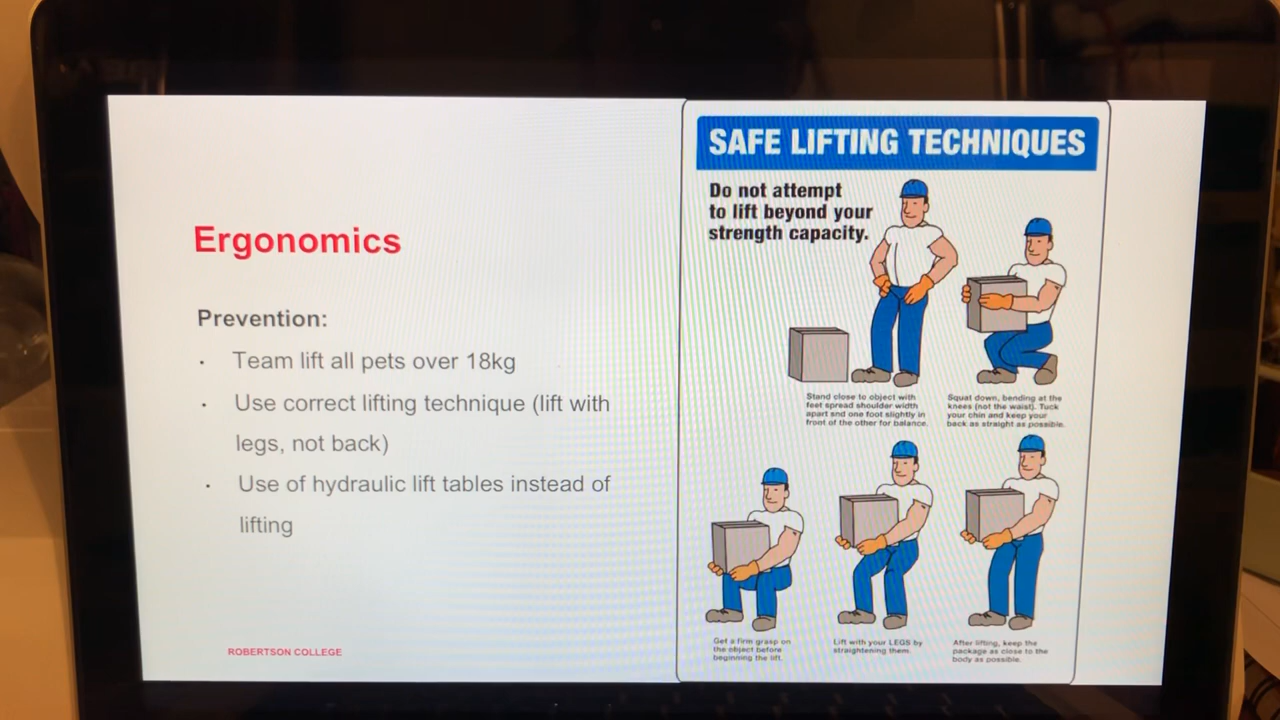 Ergonomics
Prevention:
· Team lift all pets over 18kg
· Use correct lifting technique (lift with
legs, not back)
· Use of hydraulic lift tables instead of
lifting
ROBERTSON COLLEGE
SAFE LIFTING TECHNIQUES
Do not attempt
to lift beyond your
strength capacity.
Stand close to object with
feet spread shoulder width
apart and one foot slightly in
front of the other for balance.
Squat down, bending at the
knees (not the waist). Tuck
your chin and keep your
back as straight as possible.
Get a firm grasp on
the object before
beginning the lift.
Lift with your LEGS by
straightening them.
After lifting, keep the
package as close to the
body as possible.